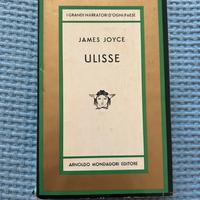 I GRANDI NARRATORI D'OGNI PAESE
JAMES JOYCE
ULISSE
ARNOLDO MONDADORI EDITORE